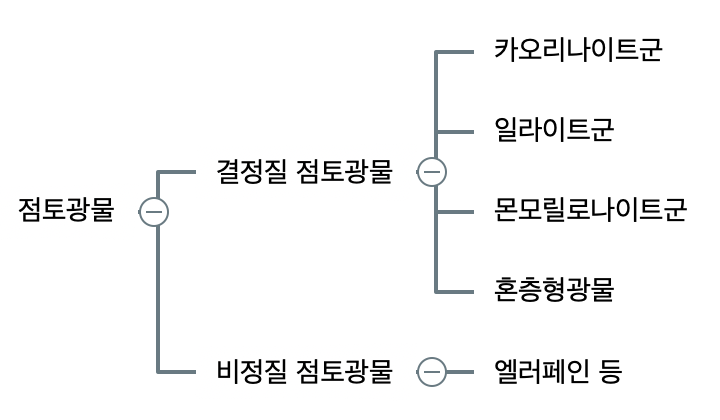 점토광물
결정질 점토광물
카오리나이트군
일라이트군
몬모릴로나이트군
혼층형광물
비정질 점토광물
엘러페인 등